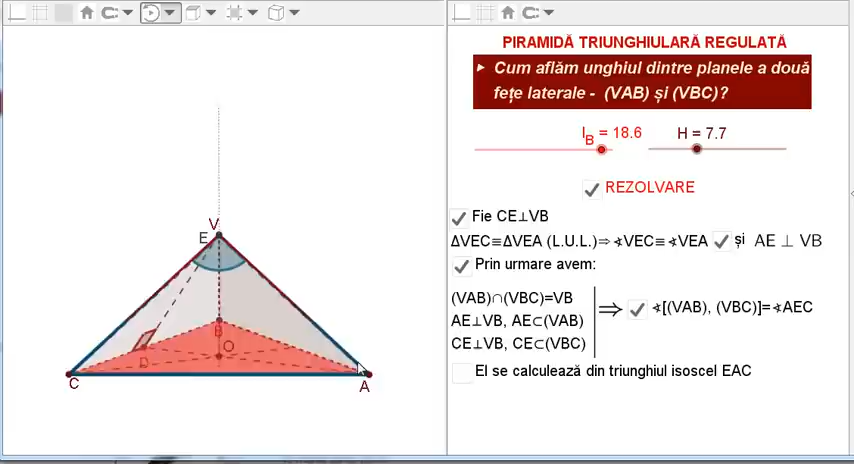 PIRAMIDĂ TRIUNGHIULARĂ REGULATĂ
▸ Cum aflăm unghiul dintre planele a două
fețe laterale - (VAB) și (VBC)?
l_B = 18.6
H = 7.7
REZOLVARE
Fie CE⊥VB
ΔVEC≡ΔVEA (L.U.L.)⇒ ∢VEC≡∢VEA și AE ⊥ VB
Prin urmare avem:
(VAB)∩(VBC)=VB
AE⊥VB, AE⊂(VAB)
CE⊥VB, CE⊂(VBC)
⇒ ∢[(VAB), (VBC)]=∢AEC
El se calculează din triunghiul isoscel EAC
V
E
B
O
D
C
A